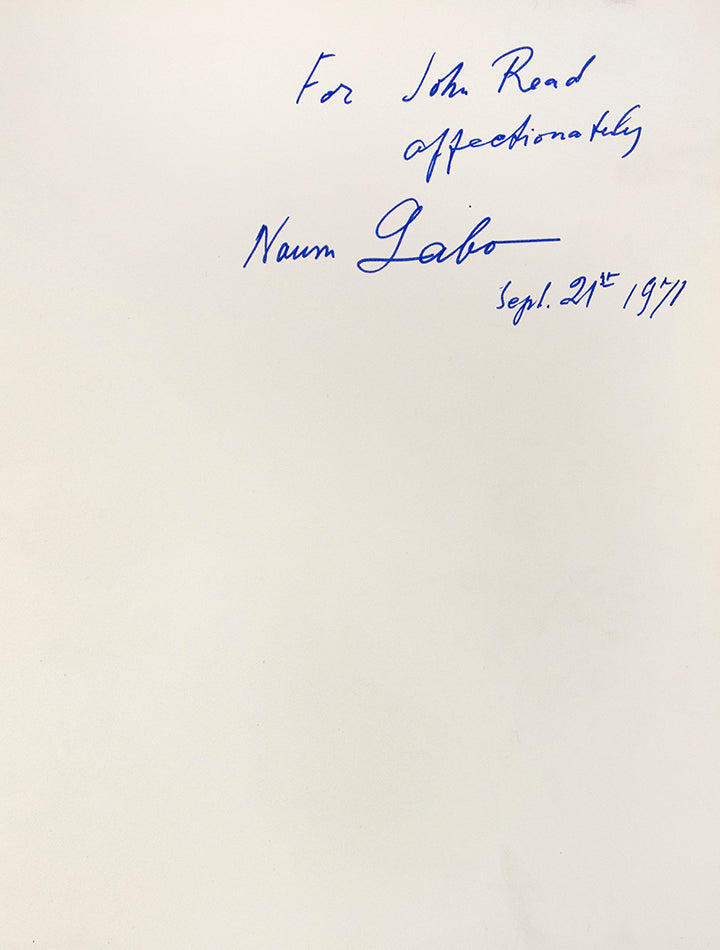 For John Read
affectionately
Naum Gabo
Sept. 21st 1971